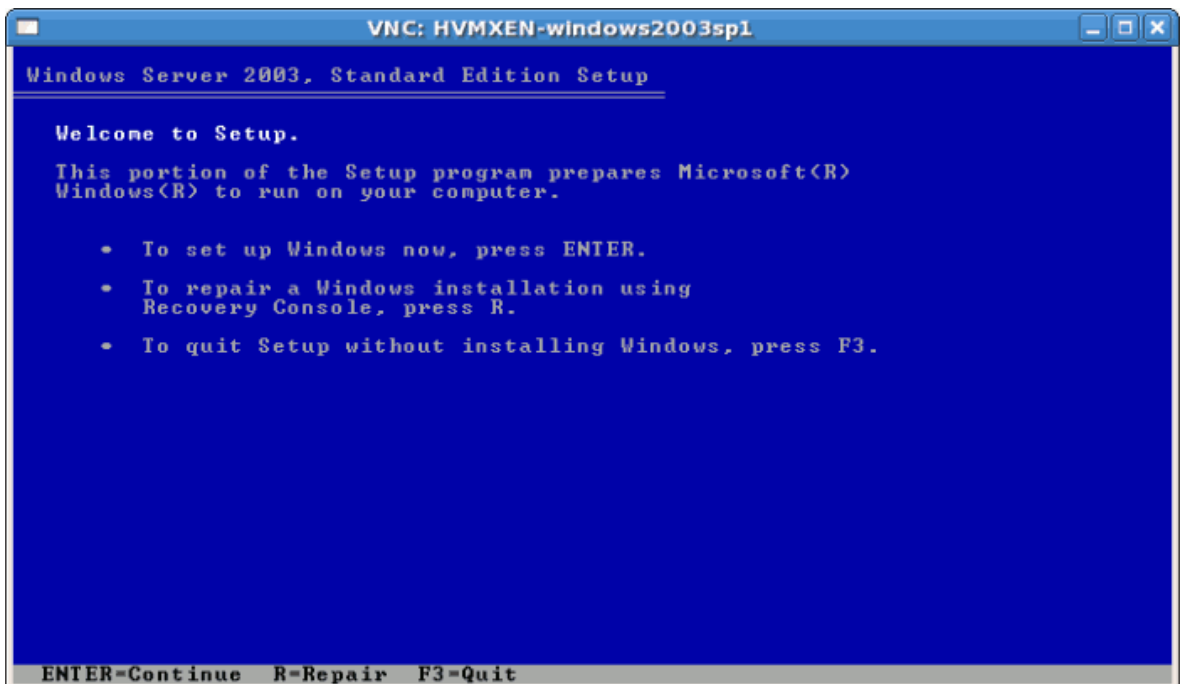 VNC: HVMXEN-windows2003sp1
Windows Server 2003, Standard Edition Setup
Welcome to Setup.
This portion of the Setup program prepares Microsoft(R)
Windows(R) to run on your computer.
• To set up Windows now, press ENTER.
• To repair a Windows installation using
Recovery Console, press R.
• To quit Setup without installing Windows, press F3.
ENTER=Continue R=Repair F3=Quit